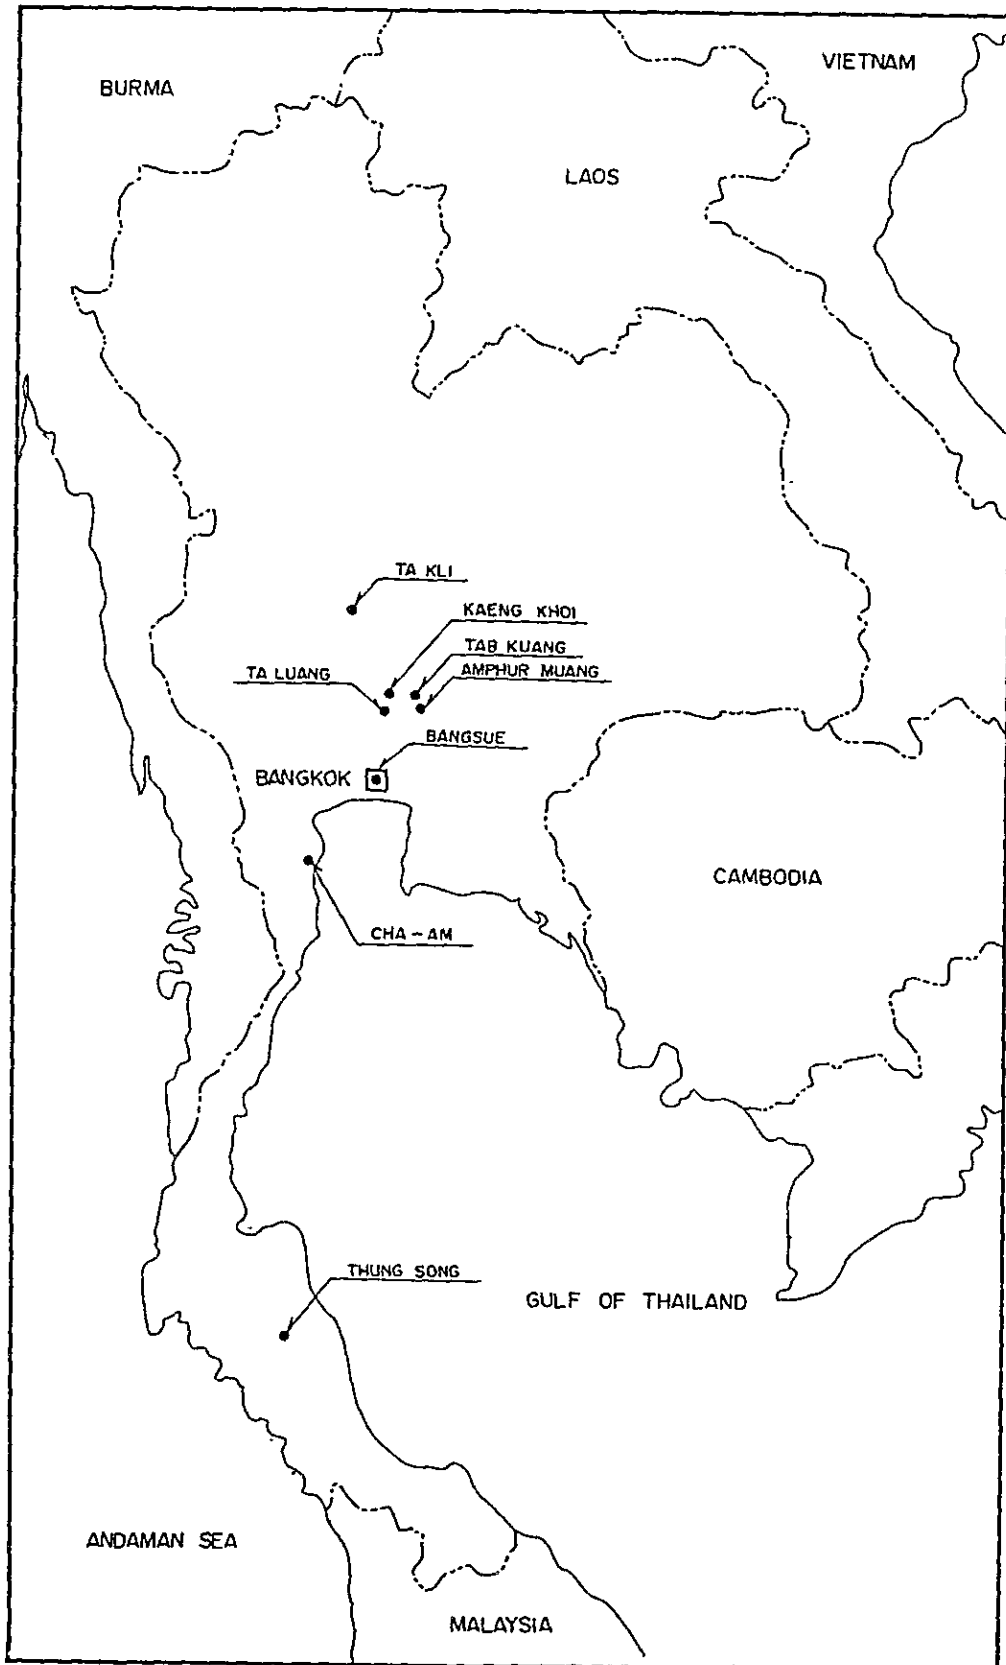 VIETNAM
BURMA
LAOS
TA KLI
KAENG KHOI
TAB KUANG
TA LUANG
AMPHUR MUANG
BANGSUE
BANGKOK
CAMBODIA
CHA-AM
THUNG SONG
GULF OF THAILAND
ANDAMAN SEA
MALAYSIA